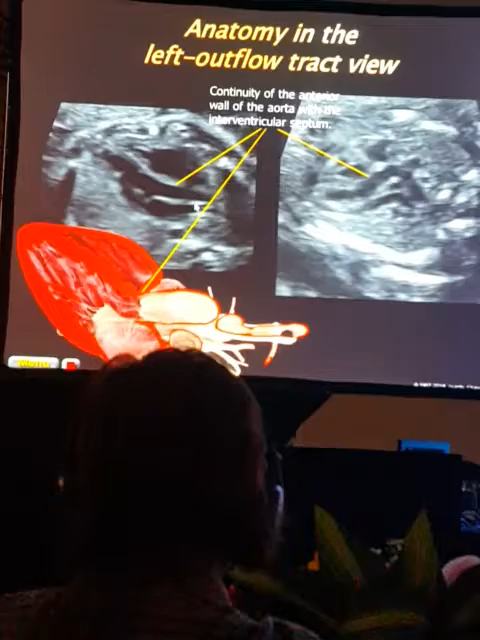 Anatomy in the
left-outflow tract view
Continuity of the anterior
wall of the aorta with the
interventricular septum.